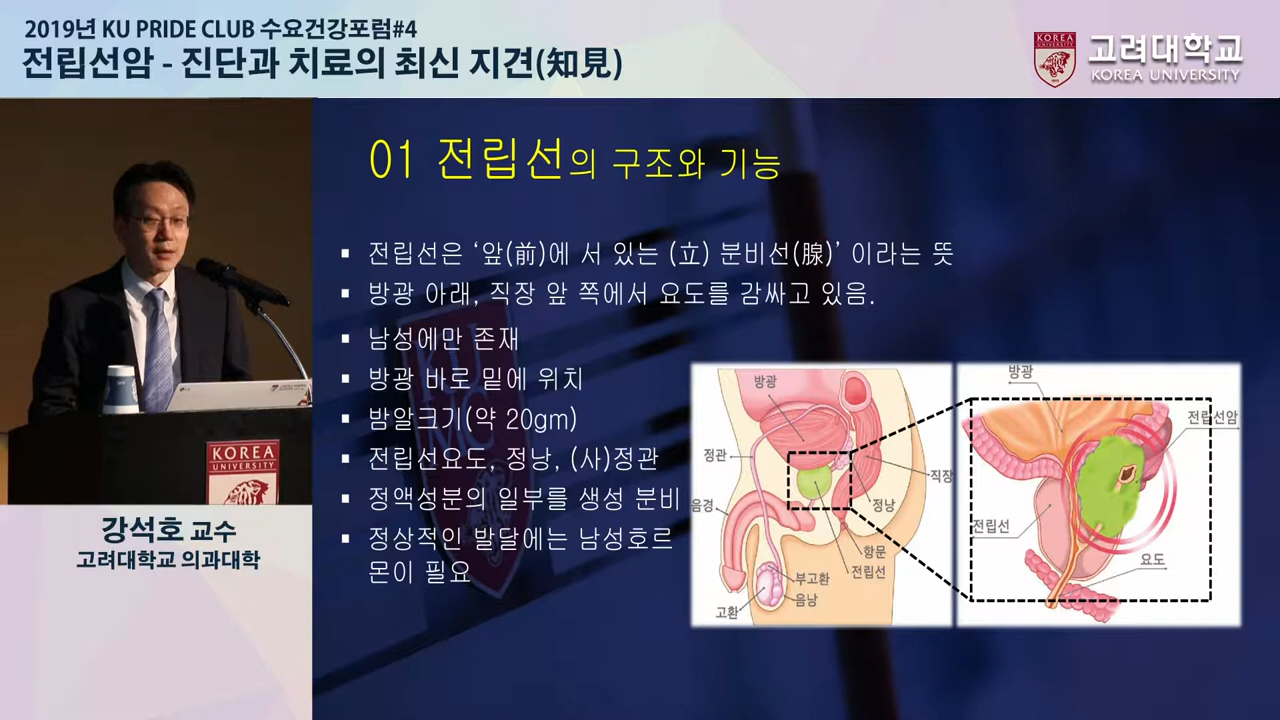 2019년 KU PRIDE CLUB 수요건강포럼#4
전립선암 - 진단과 치료의 최신 지견(知見)
KOREA
UNIVERSITY
고려대학교
KOREA UNIVERSITY
01 전립선의 구조와 기능
▪ 전립선은 ‘앞(前)에 서 있는 (立) 분비선(腺)’ 이라는 뜻
▪ 방광 아래, 직장 앞 쪽에서 요도를 감싸고 있음.
▪ 남성에만 존재
▪ 방광 바로 밑에 위치
▪ 밤알크기(약 20gm)
▪ 전립선요도, 정낭, (사)정관
▪ 정액성분의 일부를 생성 분비
▪ 정상적인 발달에는 남성호르
몬이 필요
방광
정관
직장
음경
정낭
항문
전립선
부고환
음낭
고환
방광
전립선암
전립선
요도
KOREA
UNIVERSITY
강석호 교수
고려대학교 의과대학